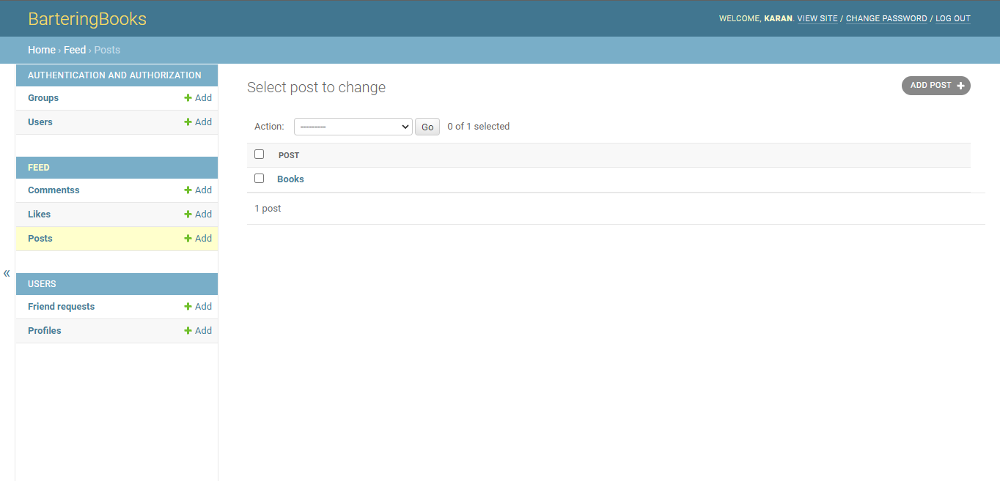 BarteringBooks
WELCOME, KARAN. VIEW SITE / CHANGE PASSWORD / LOG OUT
Home › Feed › Posts
AUTHENTICATION AND AUTHORIZATION
Groups + Add
Users + Add
FEED
Commentss + Add
Likes + Add
Posts + Add
«
USERS
Friend requests + Add
Profiles + Add
Select post to change
ADD POST +
Action: --------- Go 0 of 1 selected
POST
Books
1 post